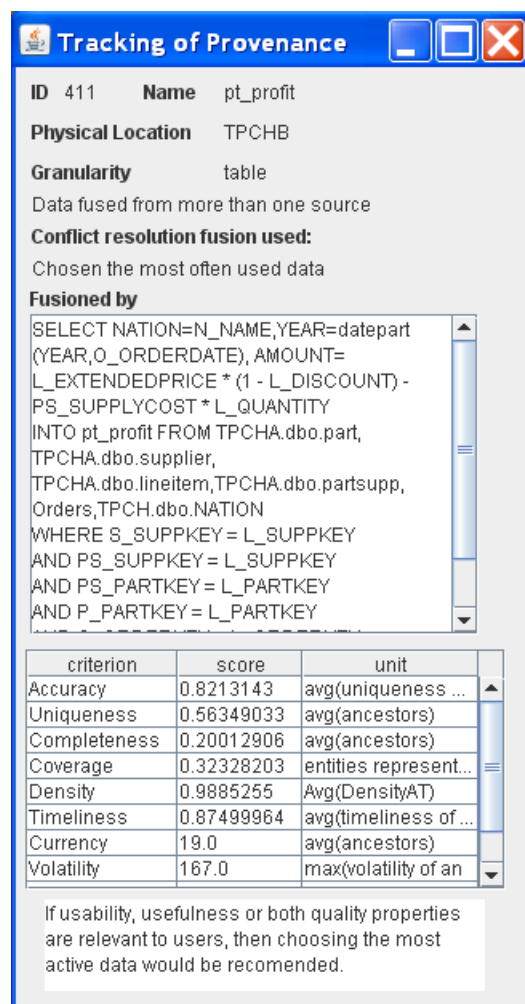 Tracking of Provenance
ID 411 Name pt_profit
Physical Location TPCHB
Granularity table
Data fused from more than one source
Conflict resolution fusion used:
Chosen the most often used data
Fusioned by
SELECT NATION=N_NAME,YEAR=datepart
(YEAR,O_ORDERDATE), AMOUNT=
L_EXTENDEDPRICE * (1 - L_DISCOUNT) -
PS_SUPPLYCOST * L_QUANTITY
INTO pt_profit FROM TPCHA.dbo.part,
TPCHA.dbo.supplier,
TPCHA.dbo.lineitem,TPCHA.dbo.partsupp,
Orders,TPCH.dbo.NATION
WHERE S_SUPPKEY = L_SUPPKEY
AND PS_SUPPKEY = L_SUPPKEY
AND PS_PARTKEY = L_PARTKEY
AND P_PARTKEY = L_PARTKEY
criterion score unit
Accuracy 0.8213143 avg(uniqueness ...
Uniqueness 0.56349033 avg(ancestors)
Completeness 0.20012906 avg(ancestors)
Coverage 0.32328203 entities represent...
Density 0.9885255 Avg(DensityAT)
Timeliness 0.87499964 avg(timeliness of ...
Currency 19.0 avg(ancestors)
Volatility 167.0 max(volatility of an
If usability, usefulness or both quality properties
are relevant to users, then choosing the most
active data would be recomended.